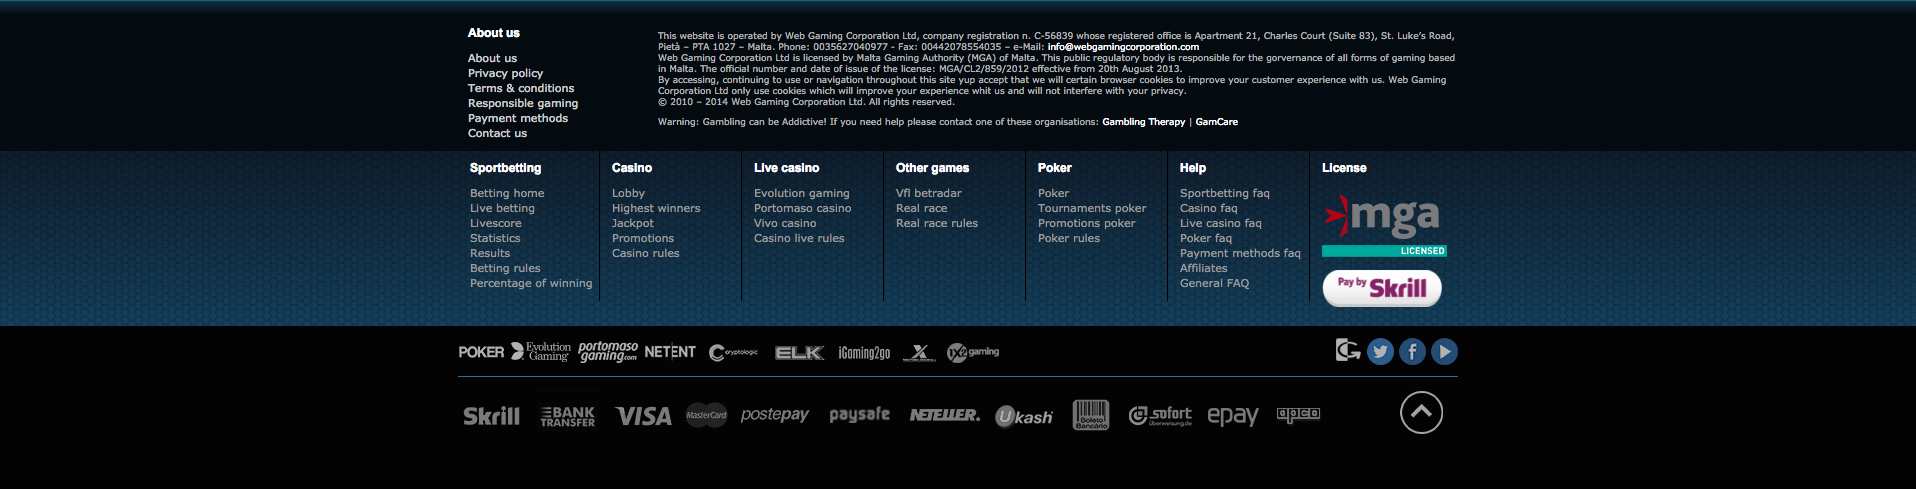 About us
About us
Privacy policy
Terms & conditions
Responsible gaming
Payment methods
Contact us
This website is operated by Web Gaming Corporation Ltd, company registration n. C-56839 whose registered office is Apartment 21, Charles Court (Suite 83), St. Luke's Road,
Pietà – PTA 1027 – Malta. Phone: 0035627040977 - Fax: 00442078554035 – e-Mail: info@webgamingcorporation.com
Web Gaming Corporation Ltd is licensed by Malta Gaming Authority (MGA) of Malta. This public regulatory body is responsible for the gorvernance of all forms of gaming based
in Malta. The official number and date of issue of the license: MGA/CL2/859/2012 effective from 20th August 2013.
By accessing, continuing to use or navigation throughout this site yup accept that we will certain browser cookies to improve your customer experience with us. Web Gaming
Corporation Ltd only use cookies which will improve your experience whit us and will not interfere with your privacy.
© 2010 – 2014 Web Gaming Corporation Ltd. All rights reserved.
Warning: Gambling can be Addictive! If you need help please contact one of these organisations: Gambling Therapy | GamCare
Sportbetting
Betting home
Live betting
Livescore
Statistics
Results
Betting rules
Percentage of winning
Casino
Lobby
Highest winners
Jackpot
Promotions
Casino rules
Live casino
Evolution gaming
Portomaso casino
Vivo casino
Casino live rules
Other games
Vfl betradar
Real race
Real race rules
Poker
Poker
Tournaments poker
Promotions poker
Poker rules
Help
Sportbetting faq
Casino faq
Live casino faq
Poker faq
Payment methods faq
Affiliates
General FAQ
License
mga
LICENSED
Pay by Skrill
POKER
Evolution
Gaming
portomaso
gaming.com
NETENT
cryptologic
ELK
iGaming2go
X
1X2 gaming
Skrill
BANK
TRANSFER
VISA
MasterCard
postepay
paysafe
NETELLER.
Ukash
Boleto
Bancário
sofort
überweisung.de
epay
opco